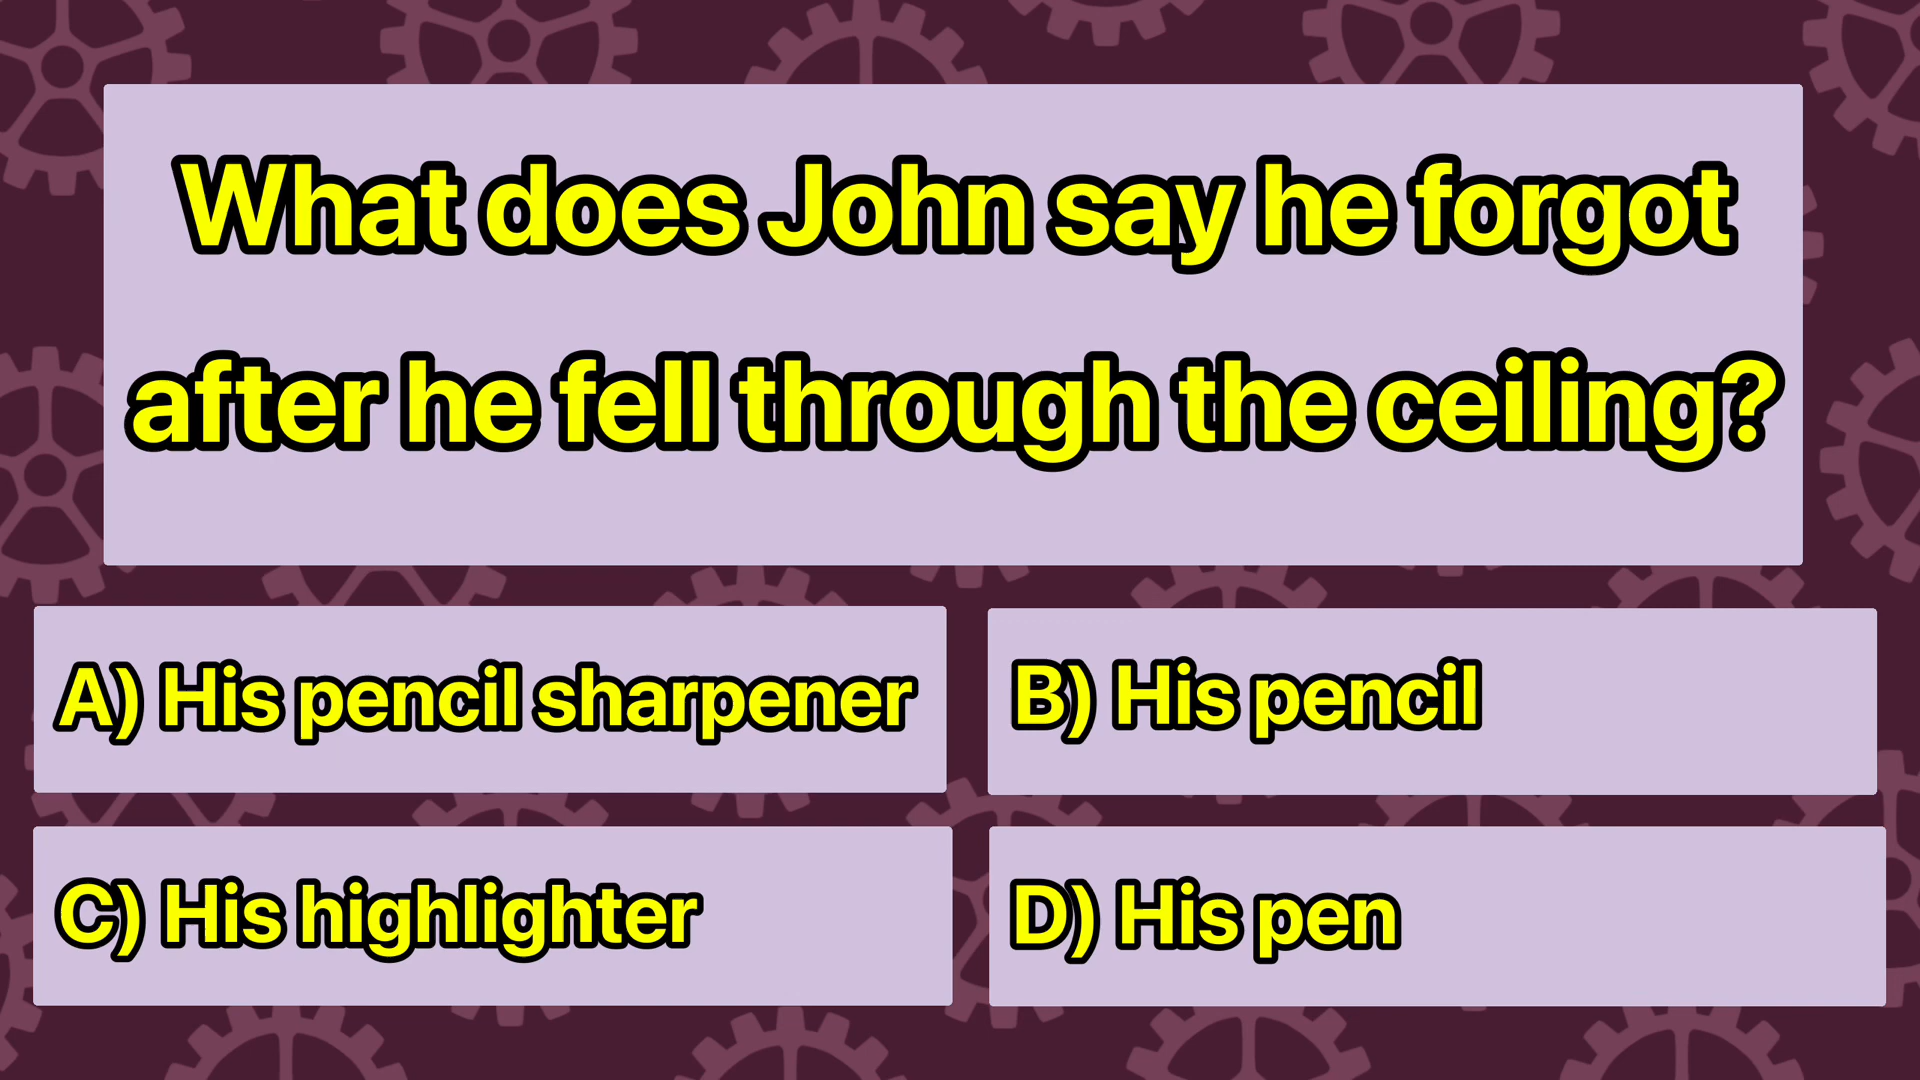 What does John say he forgot
after he fell through the ceiling?
A) His pencil sharpener
B) His pencil
C) His highlighter
D) His pen